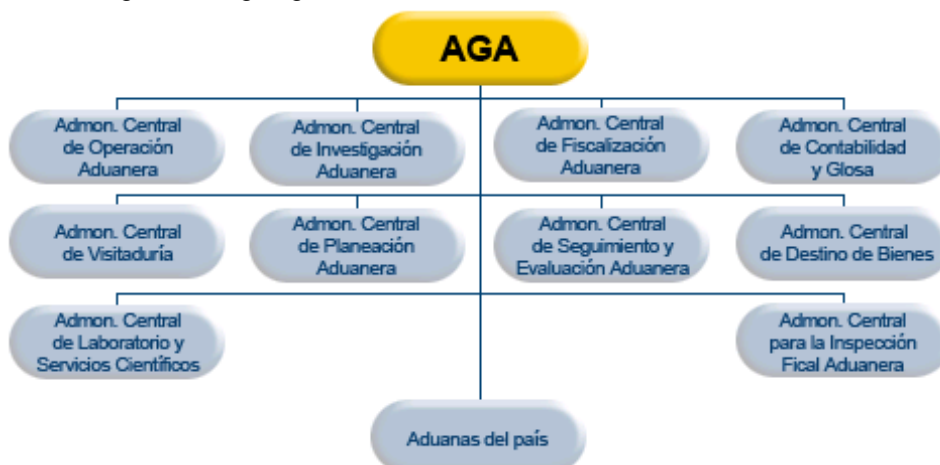 AGA
Admon. Central
de Operación
Aduanera
Admon. Central
de Investigación
Aduanera
Admon. Central
de Fiscalización
Aduanera
Admon. Central
de Contabilidad
y Glosa
Admon. Central
de Visitaduría
Admon. Central
de Planeación
Aduanera
Admon. Central
de Seguimiento y
Evaluación Aduanera
Admon. Central
de Destino de Bienes
Admon. Central
de Laboratorio y
Servicios Científicos
Admon. Central
para la Inspección
Fical Aduanera
Aduanas del país